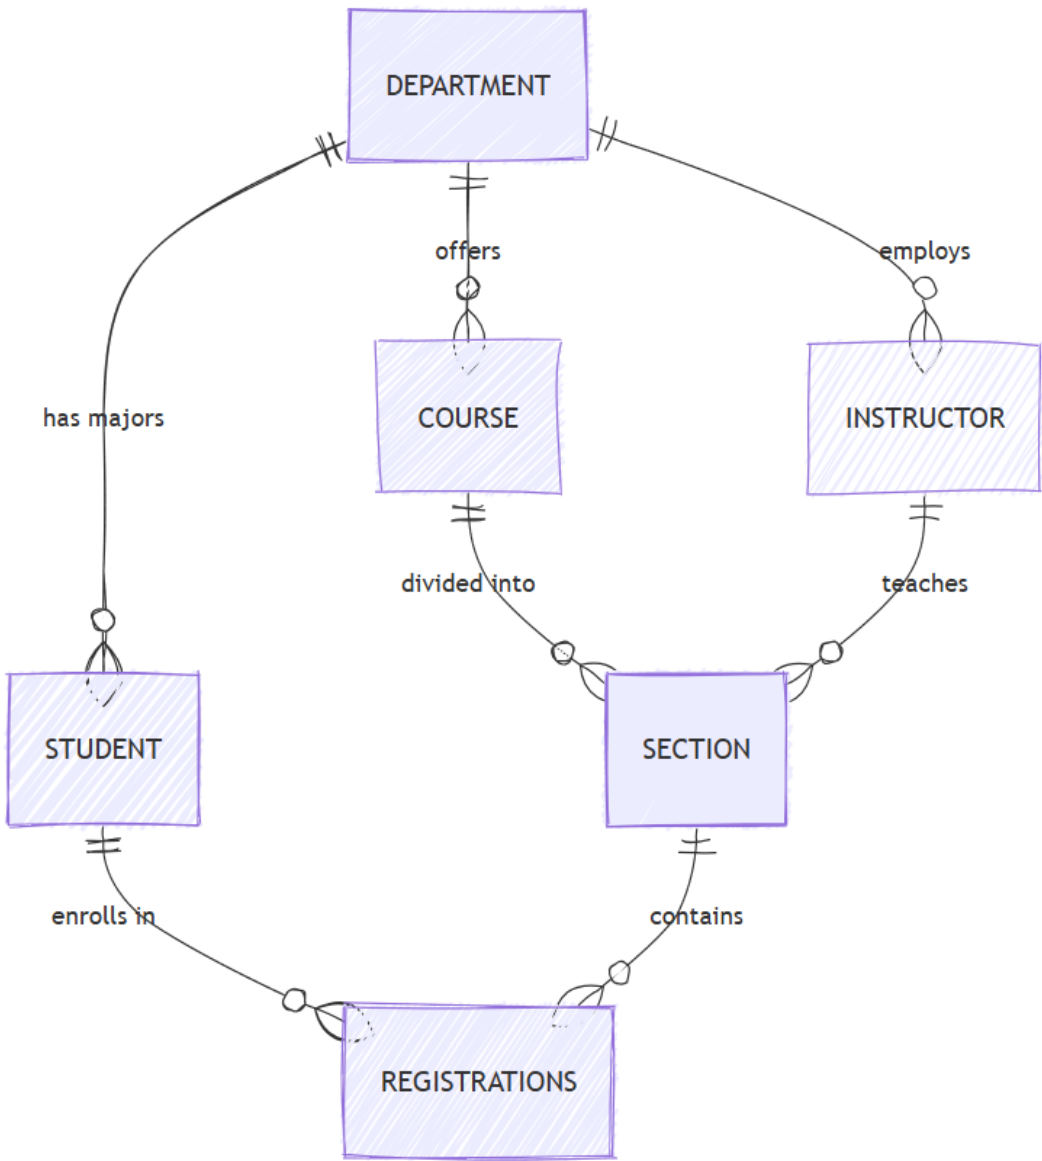 DEPARTMENT
offers
employs
has majors
COURSE
INSTRUCTOR
divided into
teaches
STUDENT
SECTION
enrolls in
contains
REGISTRATIONS